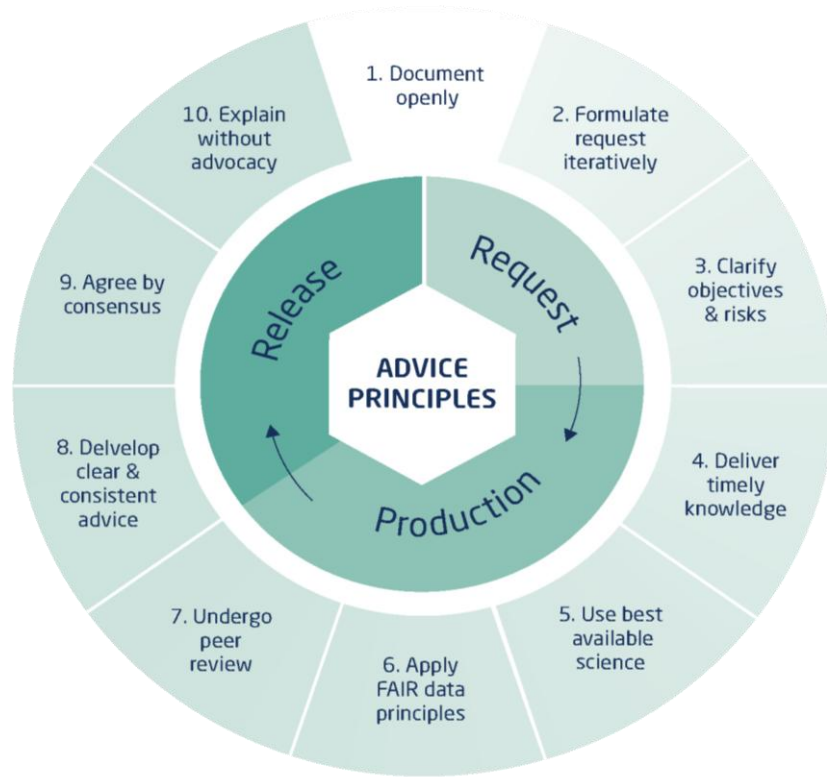 1. Document
openly
2. Formulate
request
iteratively
3. Clarify
objectives
& risks
4. Deliver
timely
knowledge
5. Use best
available
science
6. Apply
FAIR data
principles
7. Undergo
peer
review
8. Delvelop
clear &
consistent
advice
9. Agree by
consensus
10. Explain
without
advocacy
Request
Production
Release
ADVICE
PRINCIPLES